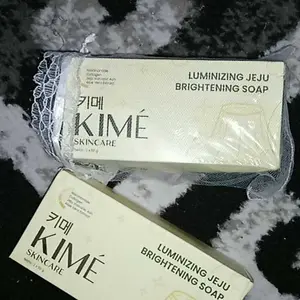 키메
KIMÉ
SKINCARE
LUMINIZING JEJU
BRIGHTENING SOAP
키메
KIMÉ
SKINCARE
LUMINIZING JEJU
BRIGHTENING SOAP